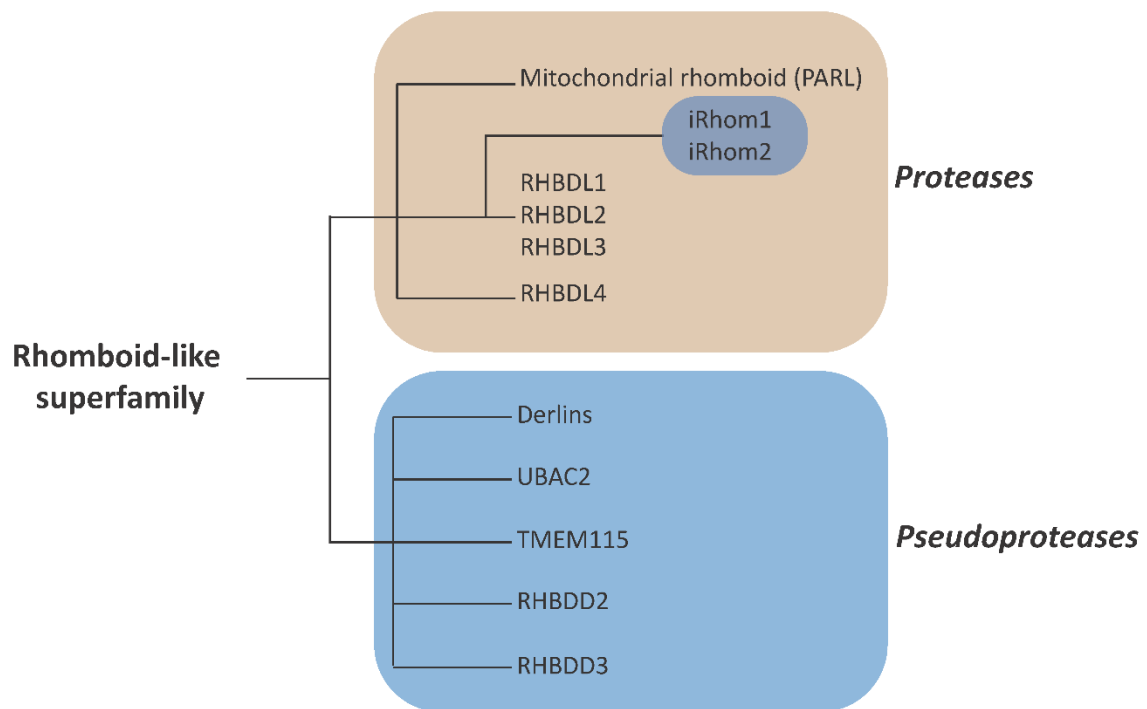 Mitochondrial rhomboid (PARL)
iRhom1
iRhom2
RHBDL1
RHBDL2
RHBDL3
RHBDL4
Proteases
Rhomboid-like
superfamily
Derlins
UBAC2
TMEM115
RHBDD2
RHBDD3
Pseudoproteases